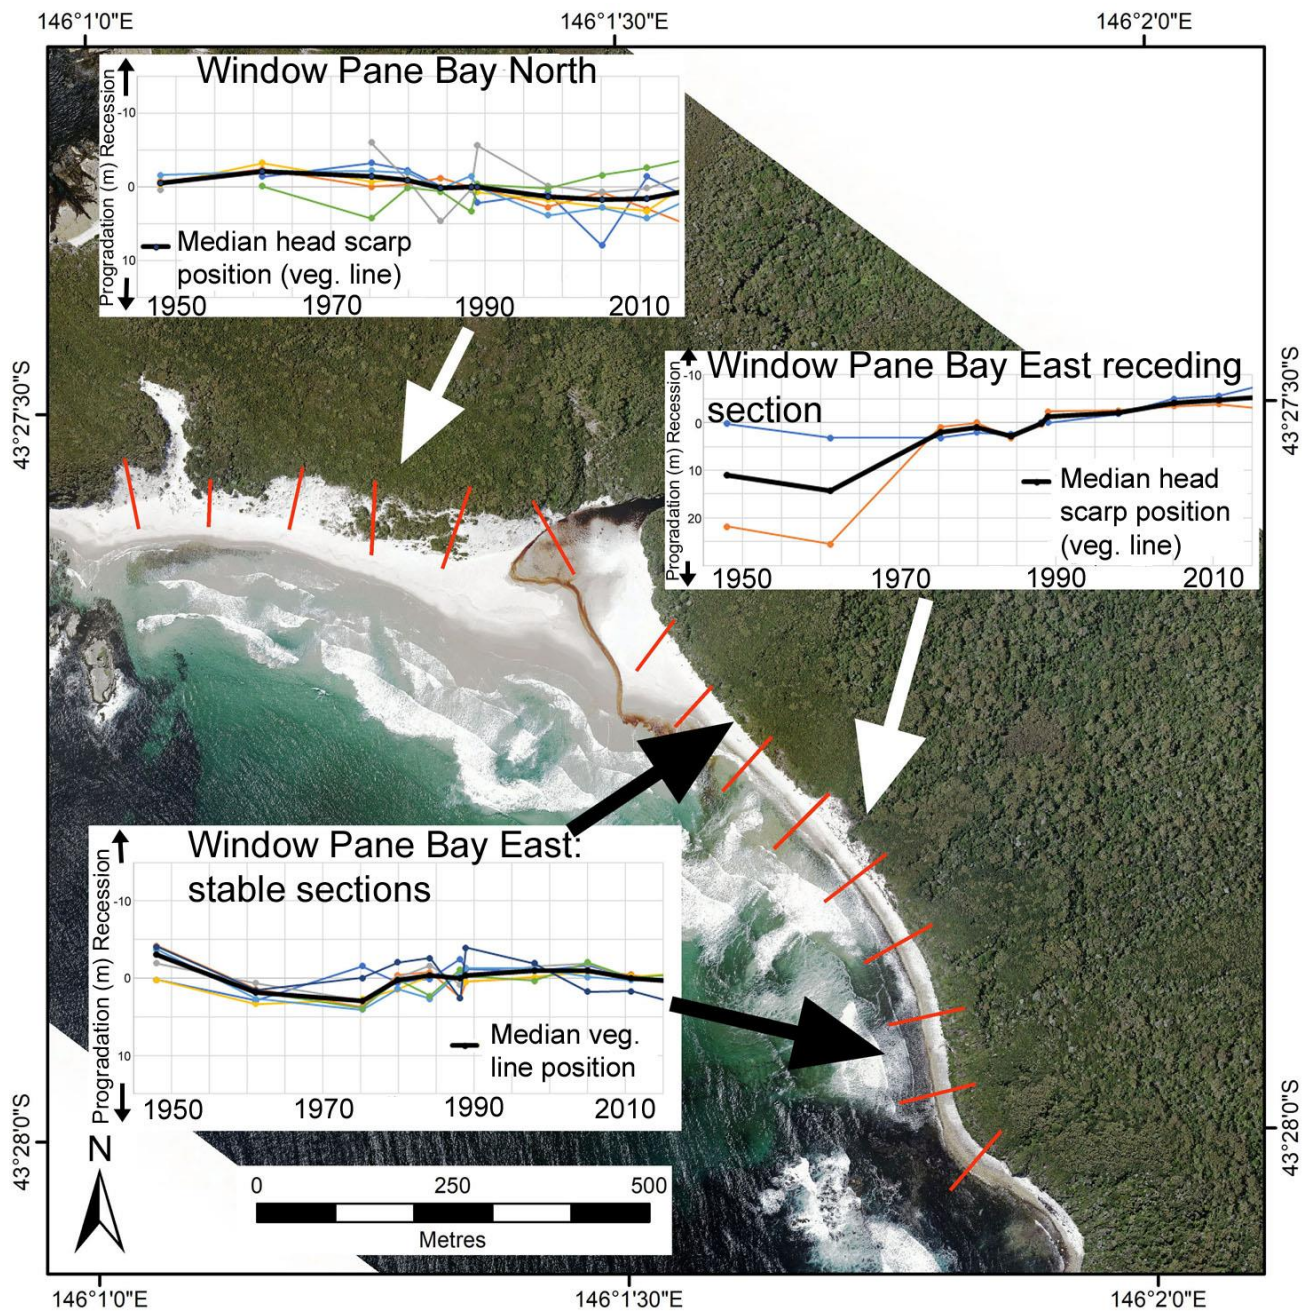 146°1'0"E
146°1'30"E
146°2'0"E
Window Pane Bay North
Progradation (m) Recession
-10
0
10
Median head scarp
position (veg. line)
1950
1970
1990
2010
43°27'30"S
43°27'30"S
Window Pane Bay East receding
section
Progradation (m) Recession
-10
0
10
20
Median head
scarp position
(veg. line)
1950
1970
1990
2010
Window Pane Bay East:
stable sections
Progradation (m) Recession
-10
0
10
Median veg.
line position
1950
1970
1990
2010
43°28'0"S
43°28'0"S
N
0
250
500
Metres
146°1'0"E
146°1'30"E
146°2'0"E